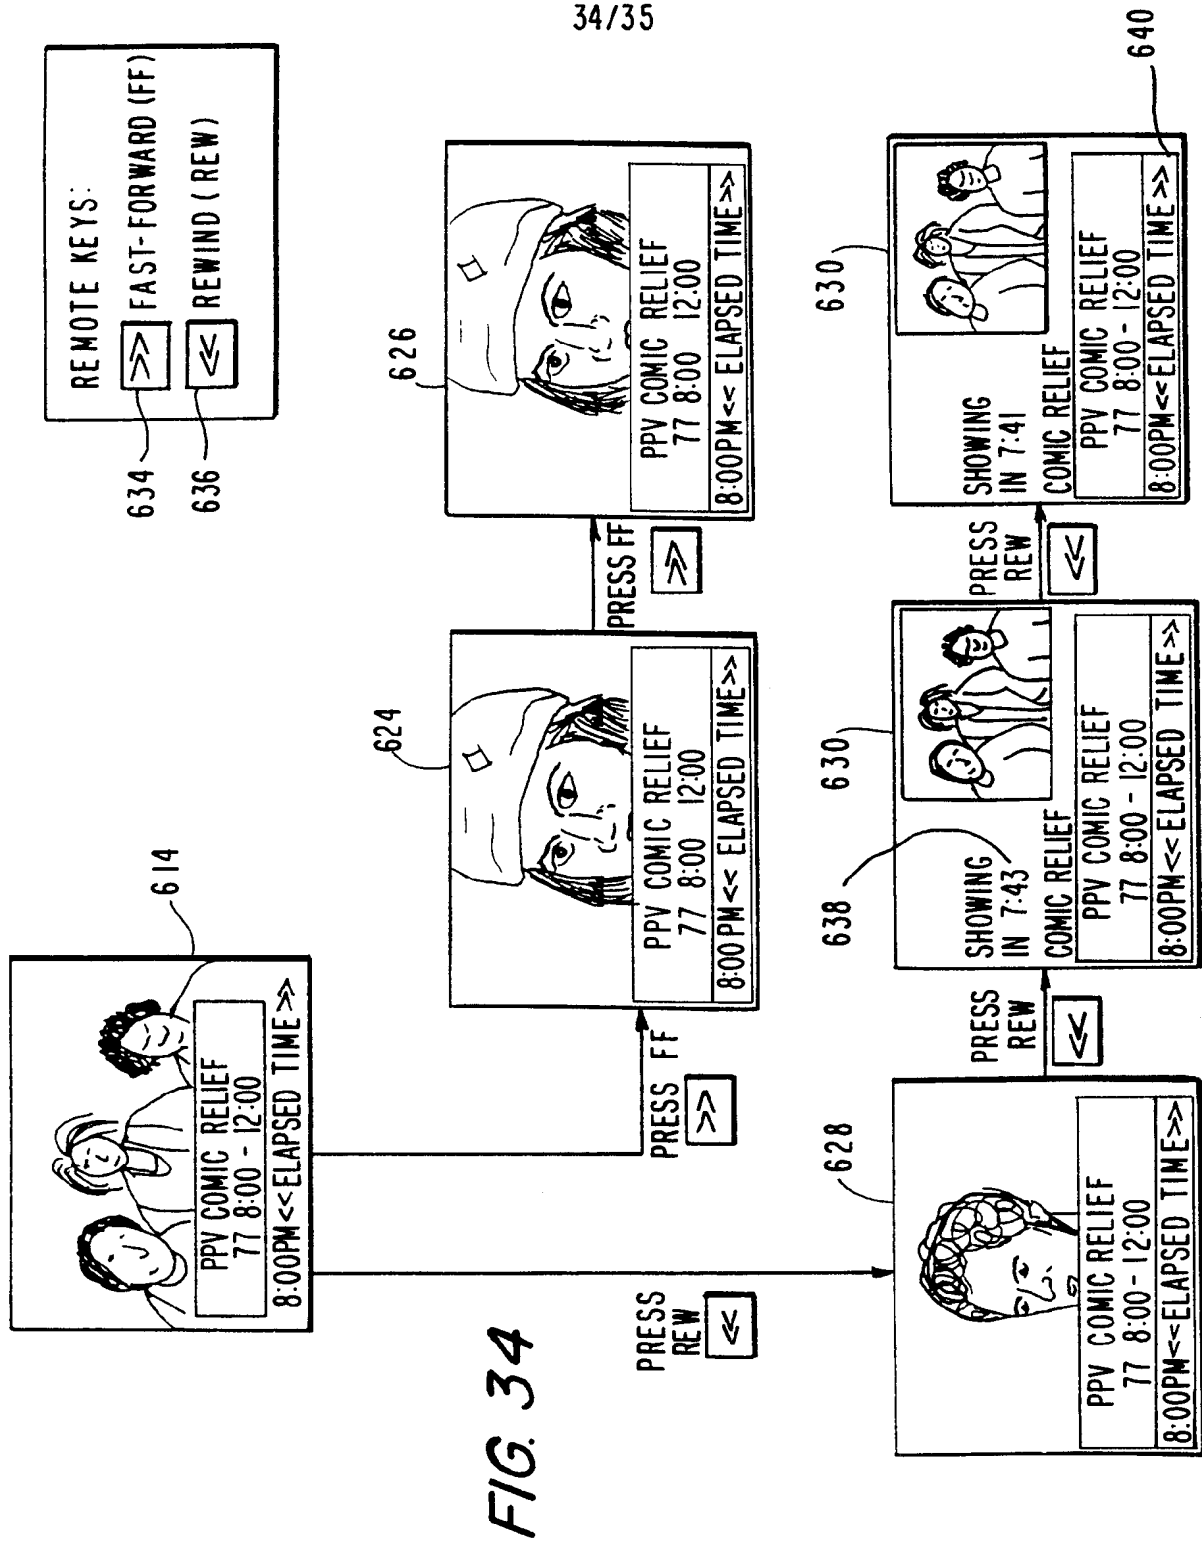 34/35
REMOTE KEYS:
>> FAST-FORWARD (FF)
<< REWIND (REW)
634
636
614
PPV COMIC RELIEF
77 8:00 - 12:00
8:00PM<<ELAPSED TIME>>
PRESS FF
>>
624
PPV COMIC RELIEF
77 8:00 12:00
8:00PM<< ELAPSED TIME>>
PRESS FF
>>
626
PPV COMIC RELIEF
77 8:00 12:00
8:00PM<< ELAPSED TIME>>
PRESS
REW
<<
628
PPV COMIC RELIEF
77 8:00-12:00
8:00PM<<ELAPSED TIME>>
PRESS
REW
<<
638
630
SHOWING
IN 7:43
COMIC RELIEF
PPV COMIC RELIEF
77 8:00 - 12:00
8:00PM<<ELAPSED TIME>>
PRESS
REW
<<
630
SHOWING
IN 7:41
COMIC RELIEF
PPV COMIC RELIEF
77 8:00 - 12:00
8:00PM<<ELAPSED TIME>>
640
FIG. 34